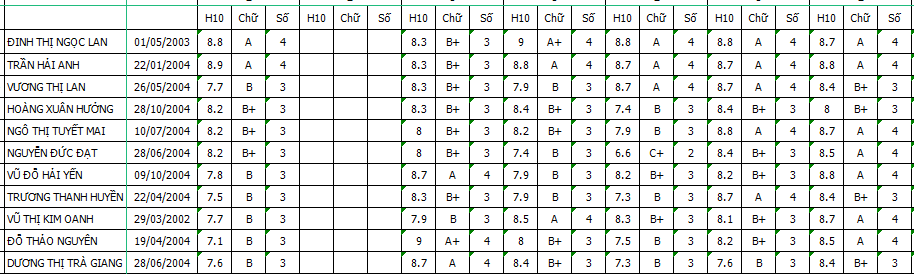 H10 Chữ Số H10 Chữ Số H10 Chữ Số H10 Chữ Số H10 Chữ Số H10 Chữ Số H10 Chữ Số
ĐINH THỊ NGỌC LAN 01/05/2003 8.8 A 4 8.3 B+ 3 9 A+ 4 8.8 A 4 8.8 A 4 8.7 A 4
TRẦN HẢI ANH 22/01/2004 8.9 A 4 8.3 B+ 3 8.8 A 4 8.7 A 4 8.7 A 4 8.8 A 4
VƯƠNG THỊ LAN 26/05/2004 7.7 B 3 8.3 B+ 3 7.9 B 3 8.7 A 4 8.7 A 4 8.4 B+ 3
HOÀNG XUÂN HƯỞNG 28/10/2004 8.2 B+ 3 8.3 B+ 3 8.4 B+ 3 7.4 B 3 8.4 B+ 3 8 B+ 3
NGÔ THỊ TUYẾT MAI 10/07/2004 8.2 B+ 3 8 B+ 3 8.2 B+ 3 7.9 B 3 8.8 A 4 8.7 A 4
NGUYỄN ĐỨC ĐẠT 28/06/2004 8.2 B+ 3 8 B+ 3 7.4 B 3 6.6 C+ 2 8.4 B+ 3 8.5 A 4
VŨ ĐỖ HẢI YẾN 09/10/2004 7.8 B 3 8.7 A 4 7.9 B 3 8.2 B+ 3 8.2 B+ 3 8.8 A 4
TRƯƠNG THANH HUYỀN 22/04/2004 7.5 B 3 8.3 B+ 3 7.9 B 3 7.3 B 3 8.7 A 4 8.4 B+ 3
VŨ THỊ KIM OANH 29/03/2002 7.7 B 3 7.9 B 3 8.5 A 4 8.3 B+ 3 8.1 B+ 3 8.7 A 4
ĐỖ THẢO NGUYÊN 19/04/2004 7.1 B 3 9 A+ 4 8 B+ 3 7.5 B 3 8.2 B+ 3 8.5 A 4
DƯƠNG THỊ TRÀ GIANG 28/06/2004 7.6 B 3 8.7 A 4 8.4 B+ 3 7.3 B 3 7.6 B 3 8.4 B+ 3